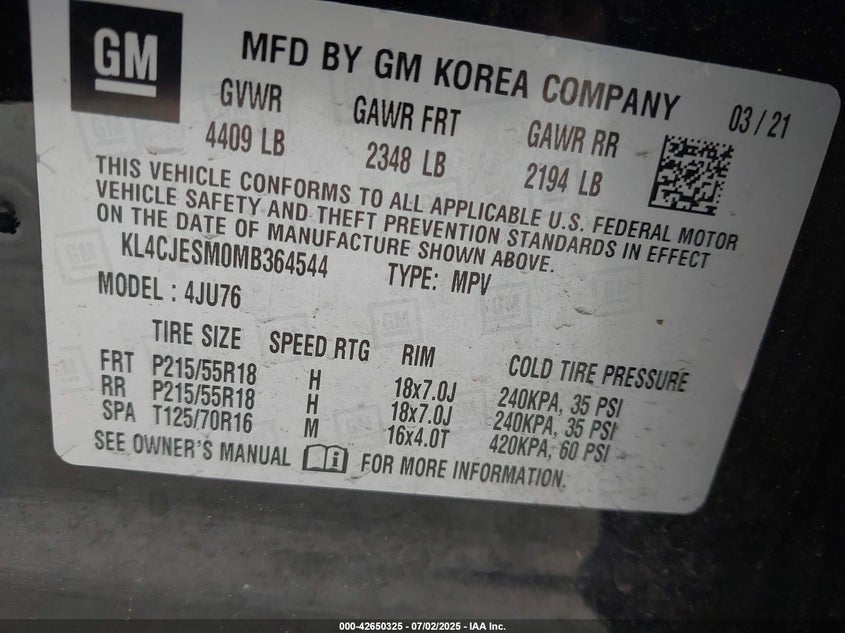 GM
MFD BY GM KOREA COMPANY 03/21
GVWR GAWR FRT GAWR RR
4409 LB 2348 LB 2194 LB
THIS VEHICLE CONFORMS TO ALL APPLICABLE U.S. FEDERAL MOTOR
VEHICLE SAFETY AND THEFT PREVENTION STANDARDS IN EFFECT
ON THE DATE OF MANUFACTURE SHOWN ABOVE.
KL4CJESM0MB364544 TYPE: MPV
MODEL : 4JU76
TIRE SIZE SPEED RTG RIM COLD TIRE PRESSURE
FRT P215/55R18 H 18x7.0J 240KPA, 35 PSI
RR P215/55R18 H 18x7.0J 240KPA, 35 PSI
SPA T125/70R16 M 16x4.0T 420KPA, 60 PSI
SEE OWNER'S MANUAL FOR MORE INFORMATION.
000-42650325 - 07/02/2025 - IAA Inc.